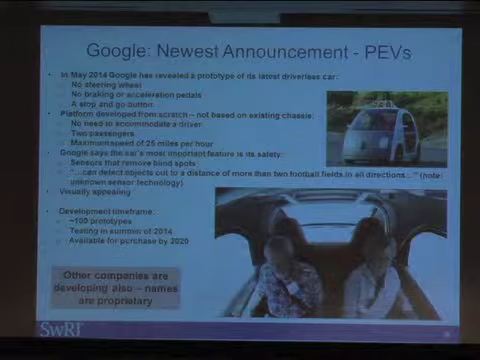 Google: Newest Announcement - PEVs
• In May 2014 Google has revealed a prototype of its latest driverless car:
○ No steering wheel
○ No braking or acceleration pedals
○ A stop and go button
• Platform developed from scratch – not based on existing chassis:
○ No need to accommodate a driver
○ Two passengers
○ Maximum speed of 25 miles per hour
• Google says the car's most important feature is its safety:
○ Sensors that remove blind spots
○ "…can detect objects out to a distance of more than two football fields in all directions…" (note:
unknown sensor technology)
• Visually appealing
• Development timeframe:
○ ~100 prototypes
○ Testing in summer of 2014
○ Available for purchase by 2020
Other companies are
developing also – names
are proprietary
SwRI